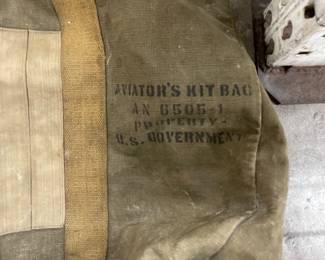 AVIATOR'S KIT BAG
AN 6505-1
PROPERTY-
U.S. GOVERNMENT